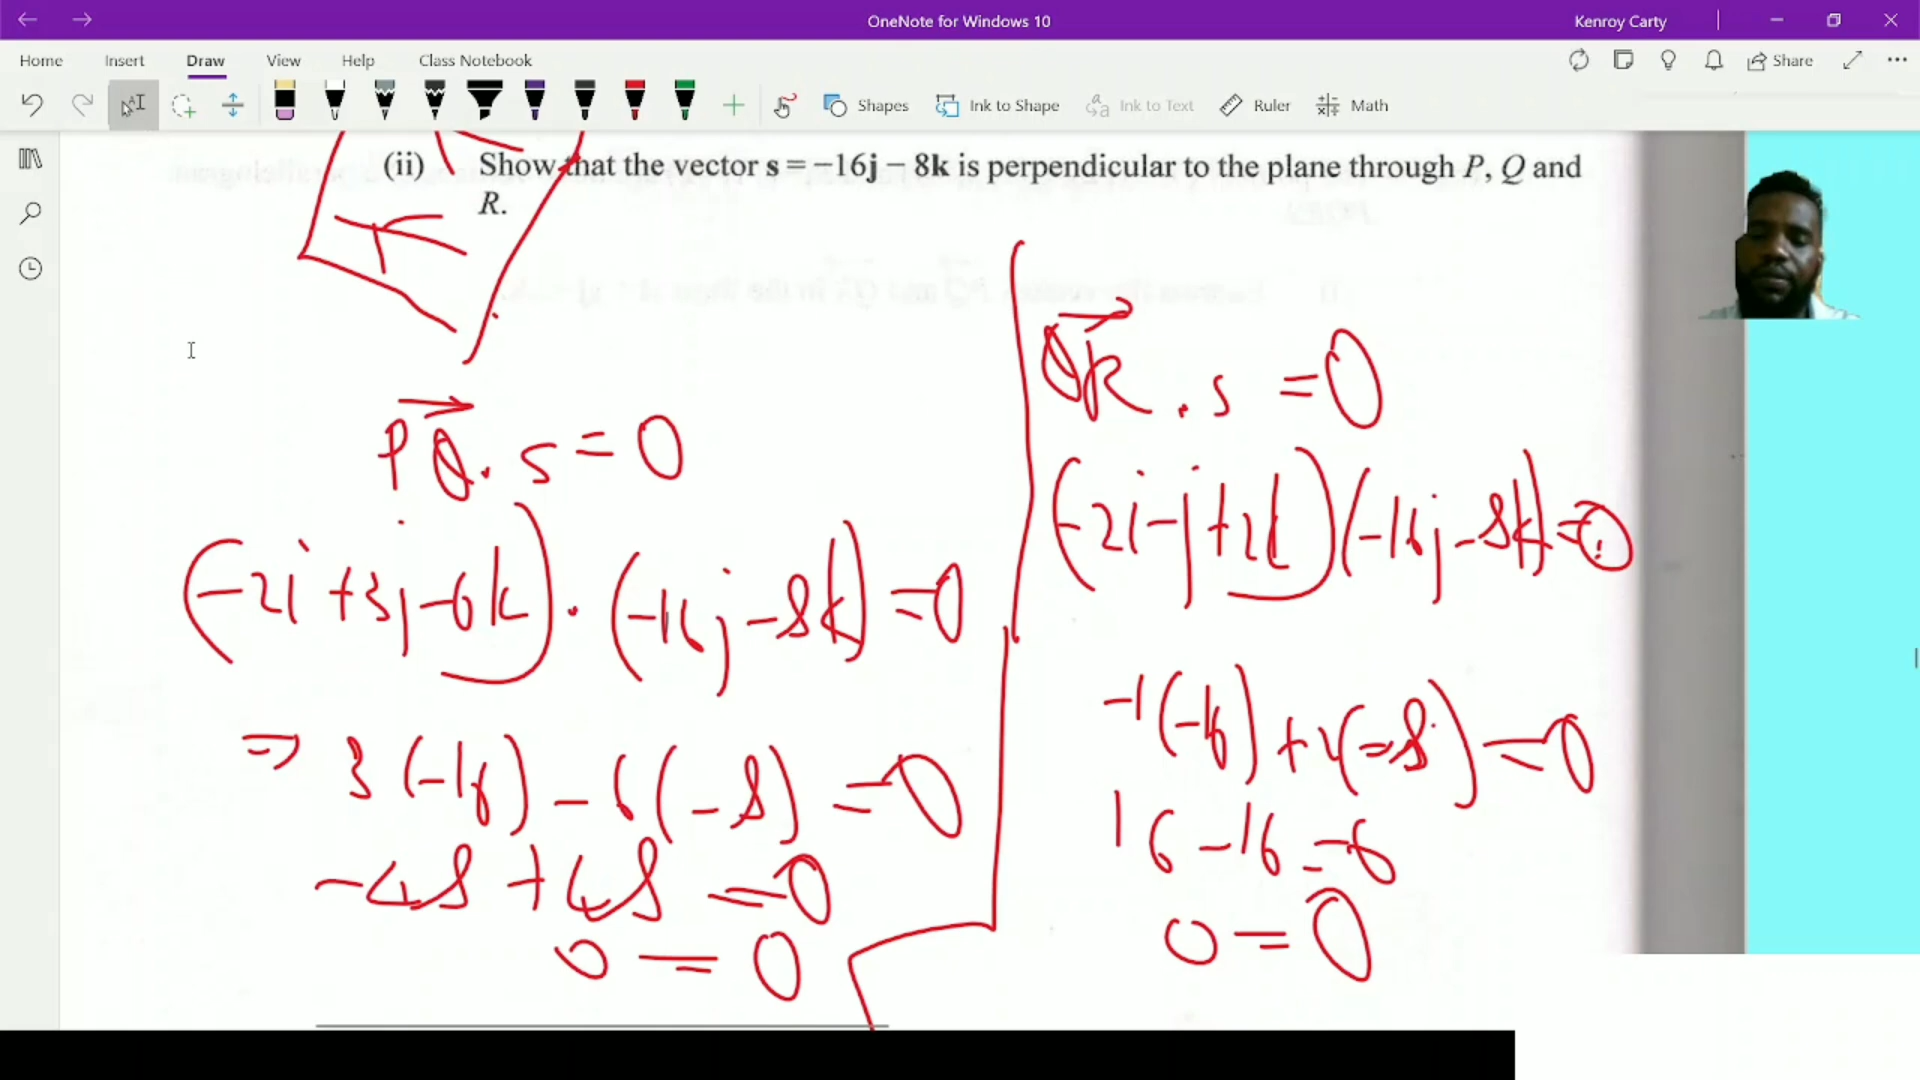 OneNote for Windows 10
Kenroy Carty
Home Insert Draw View Help Class Notebook
Share
Shapes Ink to Shape Ink to Text Ruler Math
(ii) Show that the vector s = −16j − 8k is perpendicular to the plane through P, Q and
R.
PQ⃗ . s = 0
(-2i + 3j - 6k) . (-16j - 8k) = 0
⇒ 3(-16) - 6(-8) = 0
-48 + 48 = 0
0 = 0
QR⃗ . s = 0
(-2i - j + 2k)(-16j - 8k) = 0
-1(-16) + 2(-8) = 0
16 - 16 = 0
0 = 0